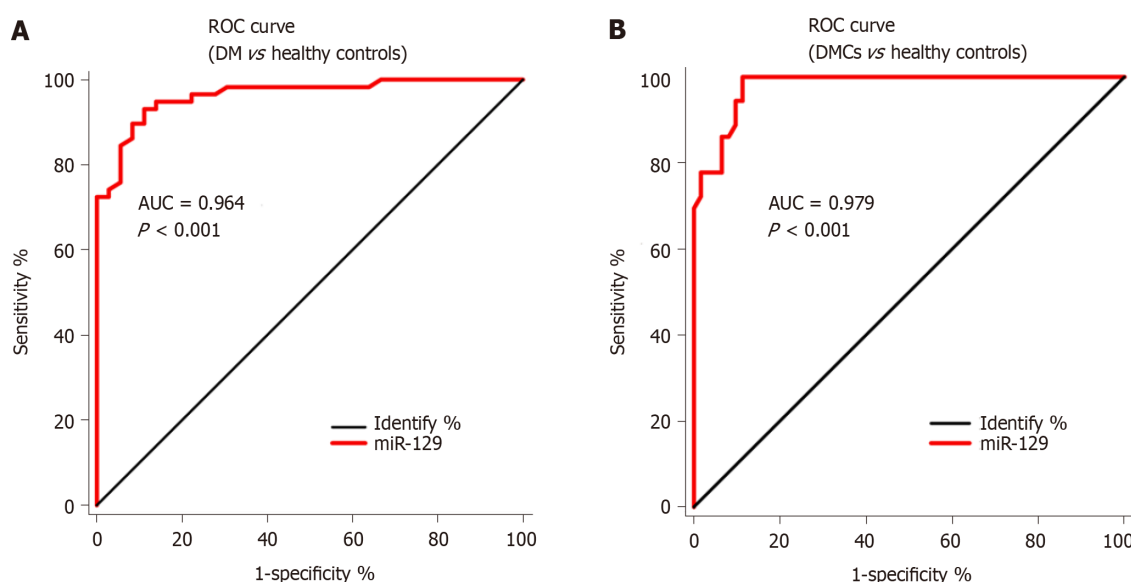 A
ROC curve
(DM vs healthy controls)
100
80
60
40
20
0
Sensitivity %
AUC = 0.964
P < 0.001
Identify %
miR-129
0 20 40 60 80 100
1-specificity %
B
ROC curve
(DMCs vs healthy controls)
100
80
60
40
20
0
Sensitivity %
AUC = 0.979
P < 0.001
Identify %
miR-129
0 20 40 60 80 100
1-specificity %